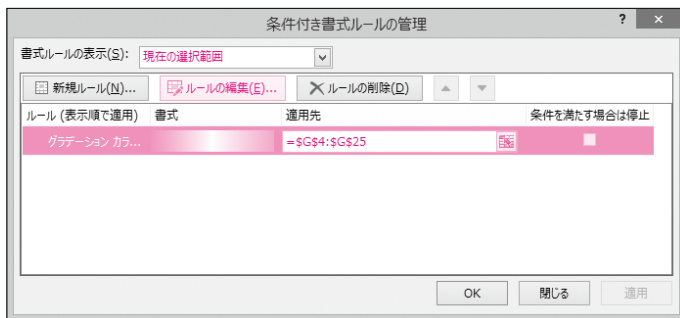 条件付き書式ルールの管理 ? ×
書式ルールの表示(S): 現在の選択範囲
新規ルール(N)... ルールの編集(E)... ルールの削除(D)
ルール (表示順で適用) 書式 適用先 条件を満たす場合は停止
グラデーション カラ... =$G$4:$G$25
OK 閉じる 適用